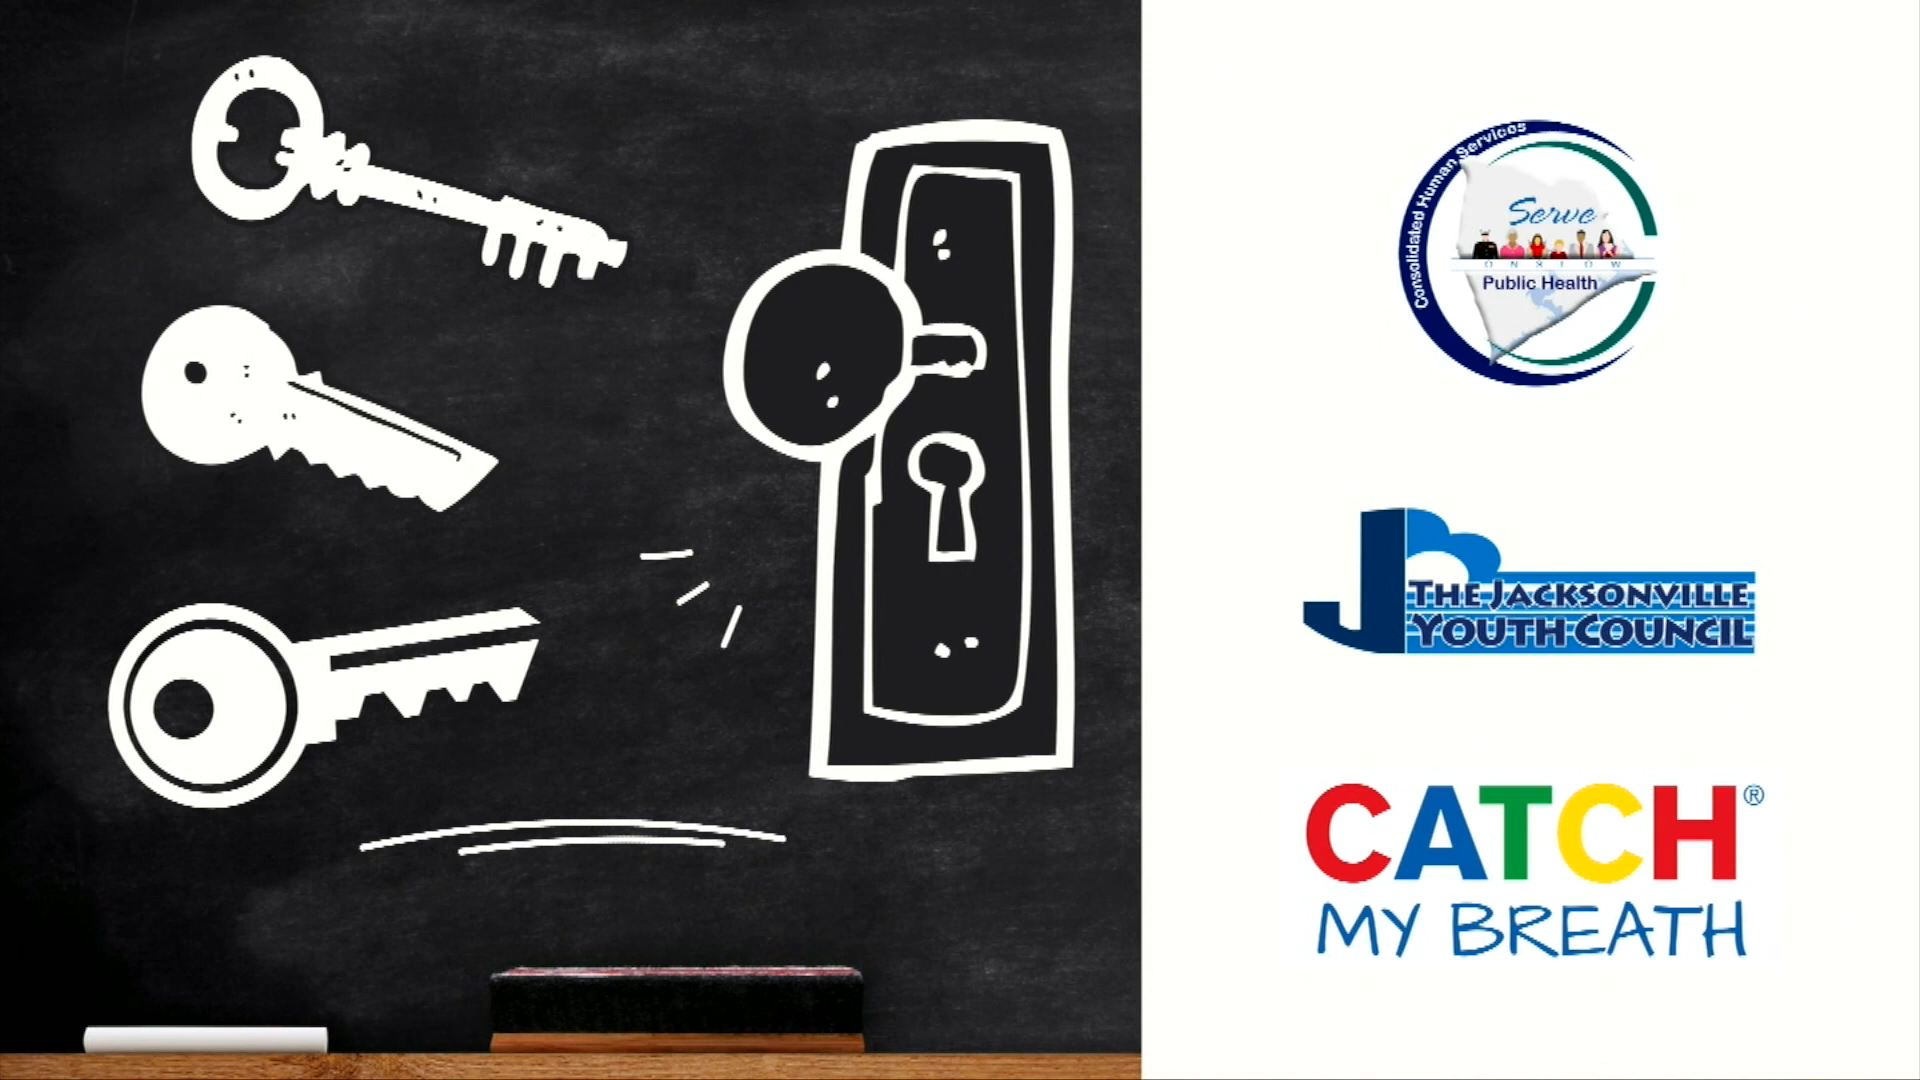 Consolidated Human Services
Serve
ONSLOW
Public Health
THE JACKSONVILLE
YOUTH COUNCIL
CATCH®
MY BREATH